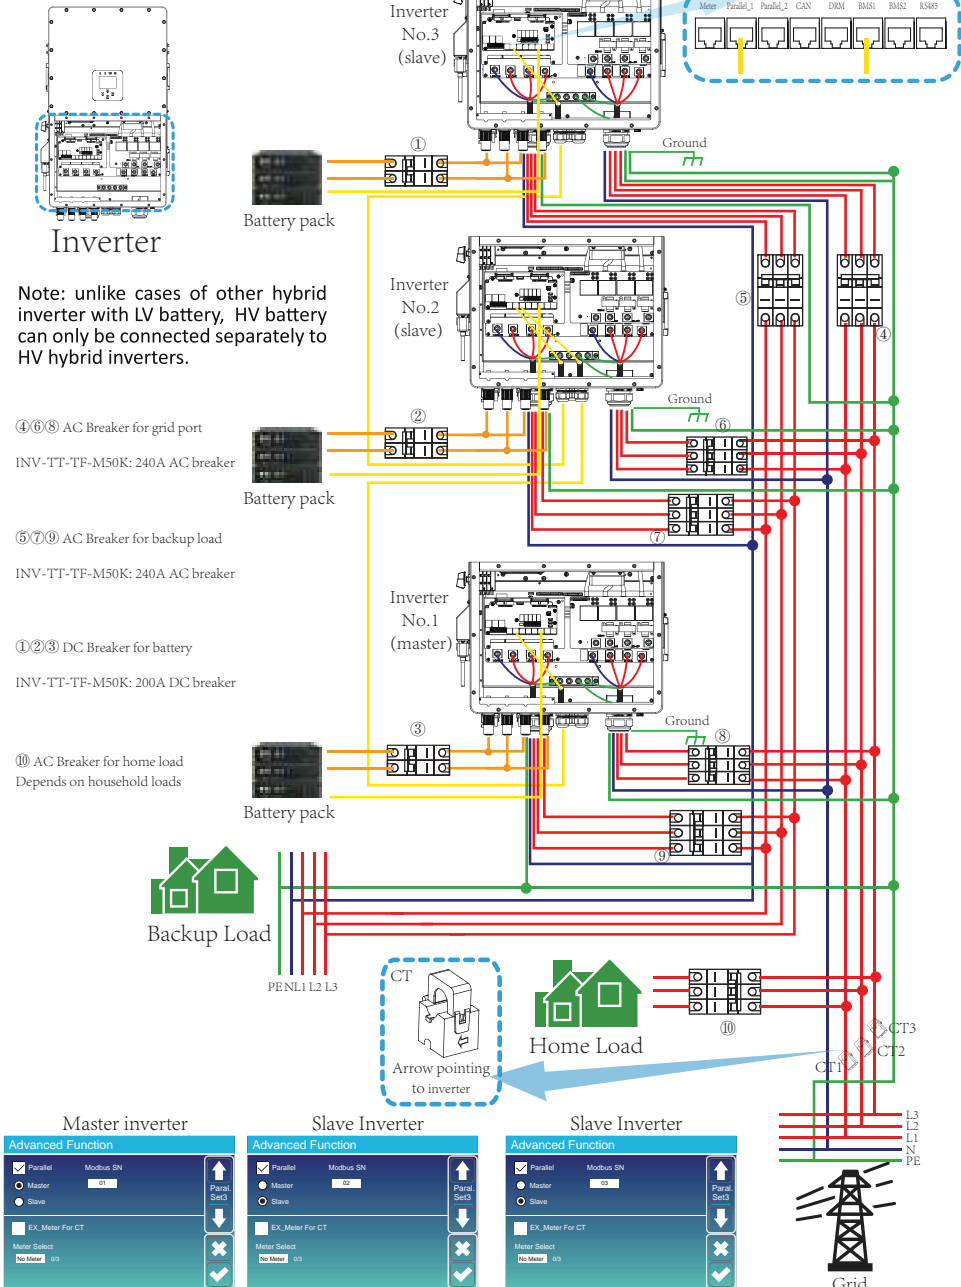 Inverter
No.3
(slave)
Meter Parallel_1 Parallel_2 CAN DRM BMS1 BMS2 RS485
①
Ground
Battery pack
Inverter
Note: unlike cases of other hybrid
inverter with LV battery, HV battery
can only be connected separately to
HV hybrid inverters.
Inverter
No.2
(slave)
⑤
④
②
Ground
⑥
④⑥⑧ AC Breaker for grid port
INV-TT-TF-M50K: 240A AC breaker
Battery pack
⑦
⑤⑦⑨ AC Breaker for backup load
INV-TT-TF-M50K: 240A AC breaker
Inverter
No.1
(master)
①②③ DC Breaker for battery
INV-TT-TF-M50K: 200A DC breaker
③
Ground
⑧
⑩ AC Breaker for home load
Depends on household loads
Battery pack
⑨
Backup Load
PE N L1 L2 L3
CT
Arrow pointing
to inverter
Home Load
⑩
CT3
CT2
CT1
L3
L2
L1
N
PE
Grid
Master inverter
Advanced Function
Parallel Modbus SN
Master 01
Slave
Paral.
Set3
EX_Meter For CT
Meter Select
No Meter 0/3
Slave Inverter
Advanced Function
Parallel Modbus SN
Master 02
Slave
Paral.
Set3
EX_Meter For CT
Meter Select
No Meter 0/3
Slave Inverter
Advanced Function
Parallel Modbus SN
Master 03
Slave
Paral.
Set3
EX_Meter For CT
Meter Select
No Meter 0/3